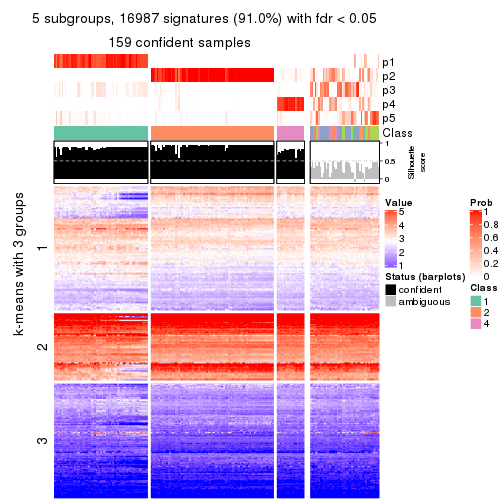 5 subgroups, 16987 signatures (91.0%) with fdr < 0.05
159 confident samples
p1
p2
p3
p4
p5
Class
1
0.5
0
Silhouette
score
k-means with 3 groups
1
2
3
Value
5
4
3
2
1
Status (barplots)
confident
ambiguous
Prob
1
0.8
0.6
0.4
0.2
0
Class
1
2
4